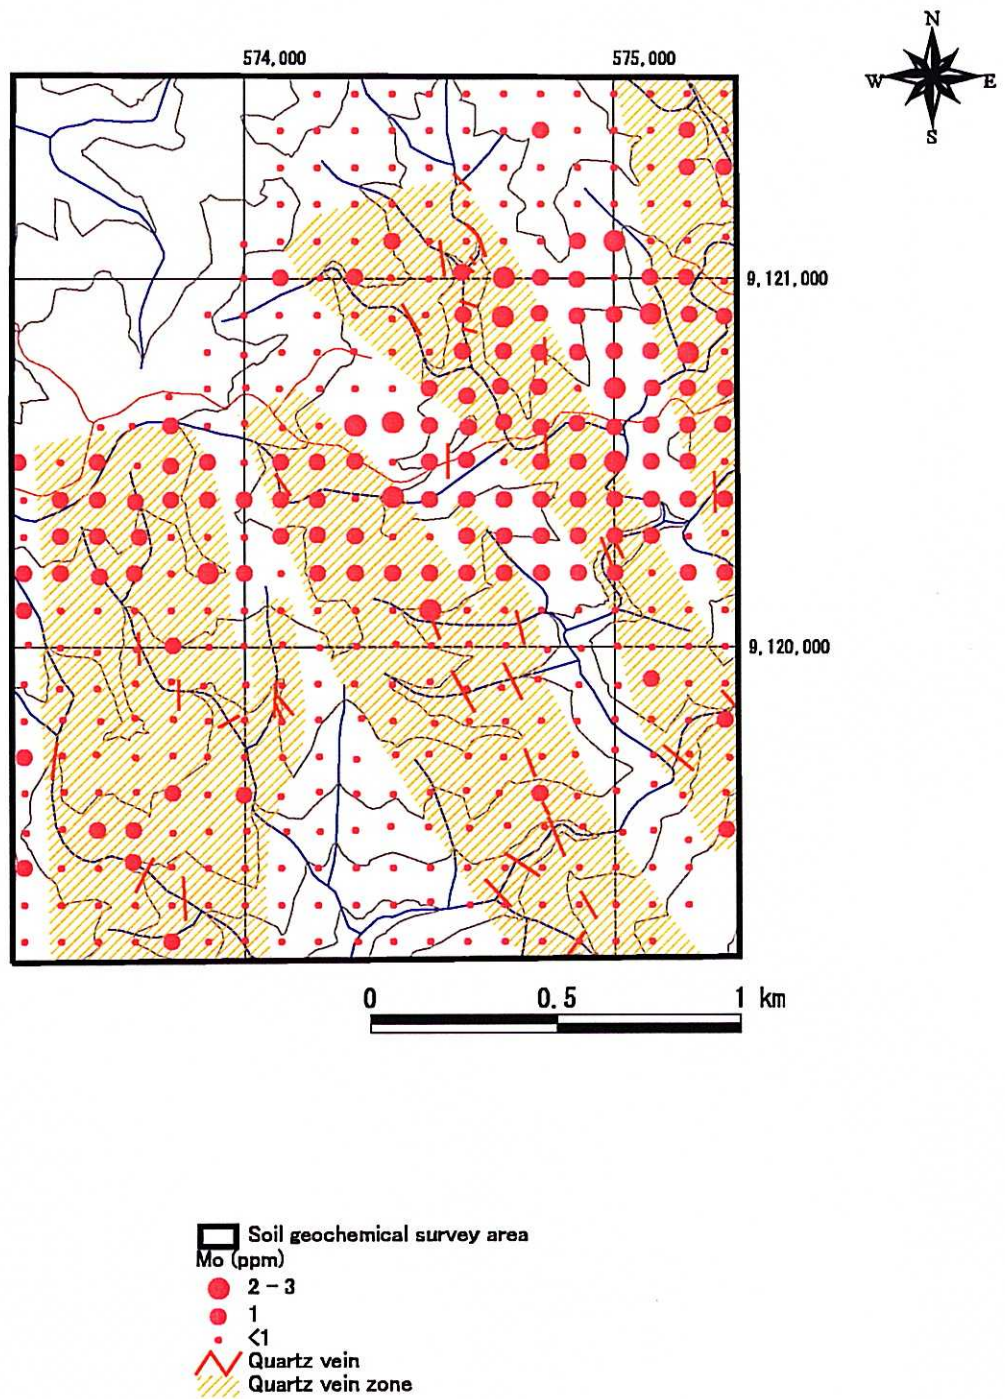 N
W E
S
574,000 575,000
9,121,000
9,120,000
0 0.5 1 km
Soil geochemical survey area
Mo (ppm)
2 - 3
1
<1
Quartz vein
Quartz vein zone